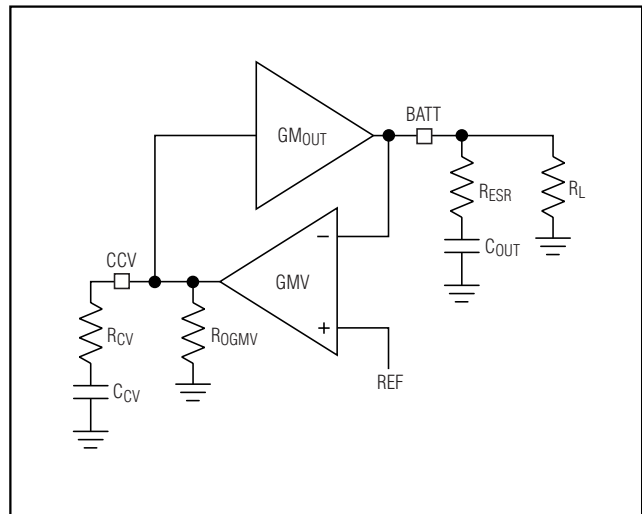 BATT
GMOUT
RESR
RL
COUT
CCV
GMV
−
+
RCV
ROGMV
CCV
REF